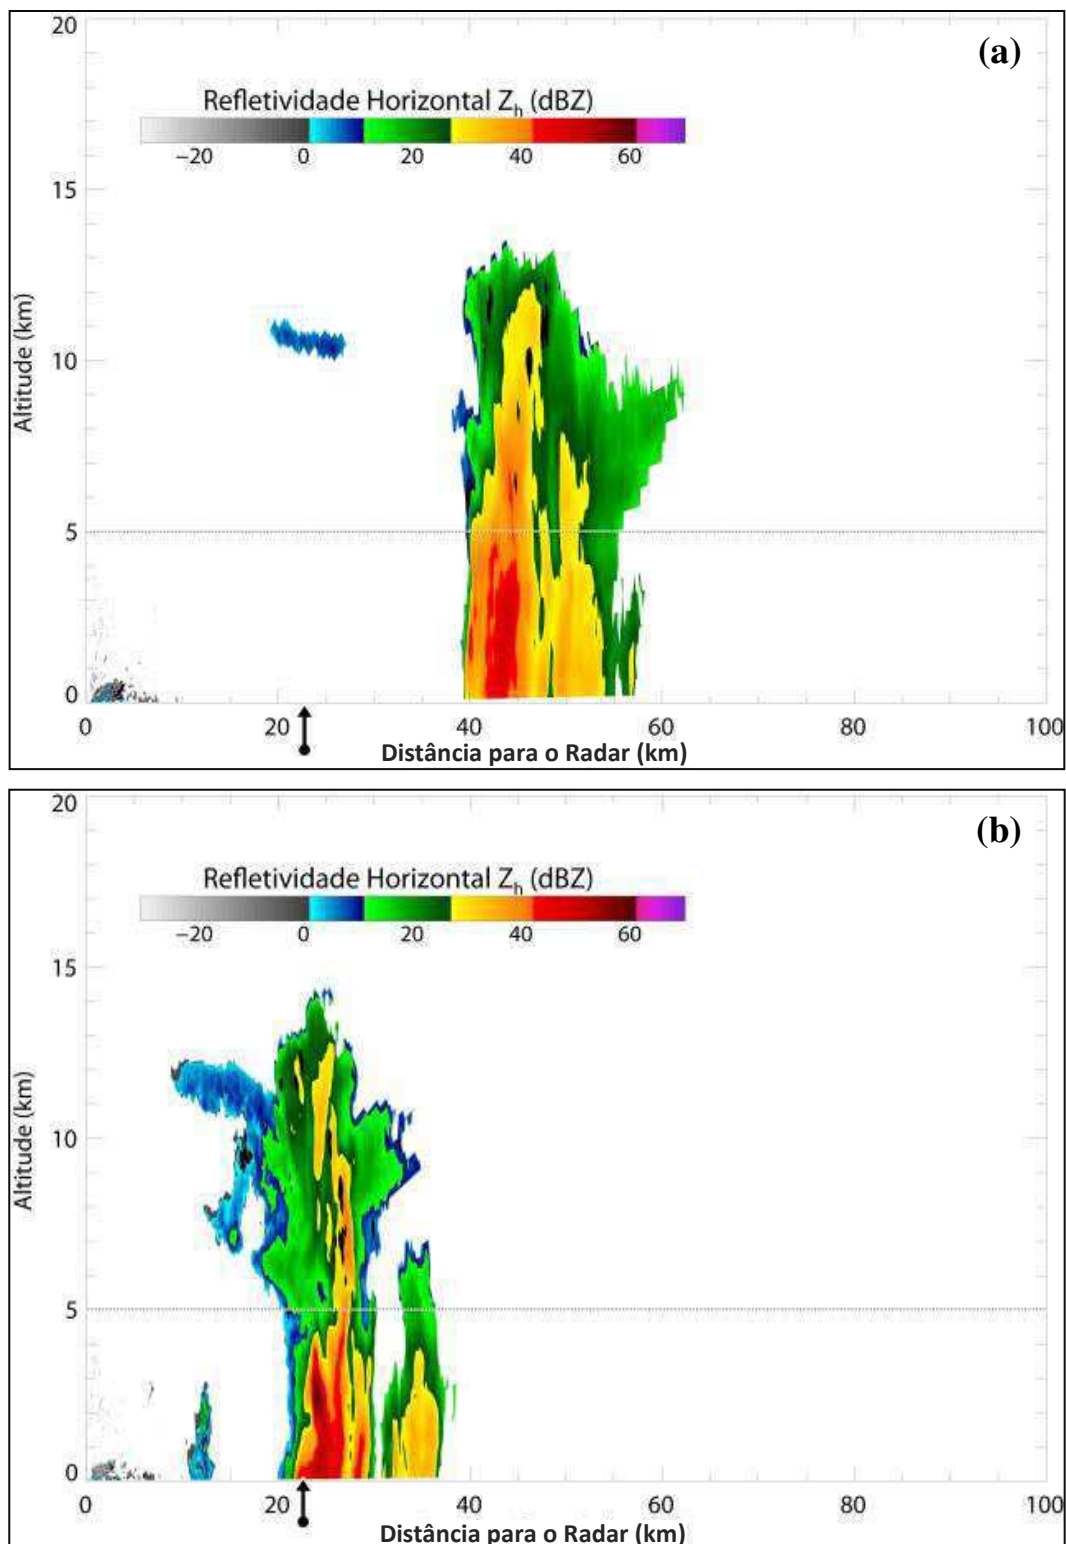 20
(a)
Refletividade Horizontal Zh (dBZ)
−20 0 20 40 60
15
10
Altitude (km)
5
0
0 20 40 60 80 100
Distância para o Radar (km)
20
(b)
Refletividade Horizontal Zh (dBZ)
−20 0 20 40 60
15
10
Altitude (km)
5
0
0 20 40 60 80 100
Distância para o Radar (km)